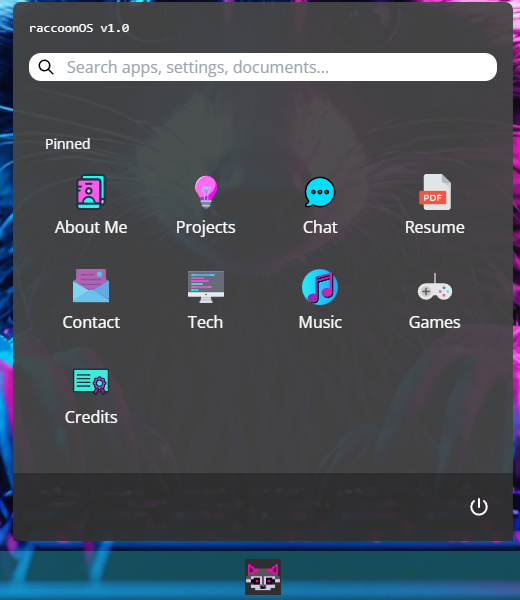 raccoonOS v1.0
Search apps, settings, documents...
Pinned
About Me Projects Chat Resume
PDF
Contact Tech Music Games
Credits